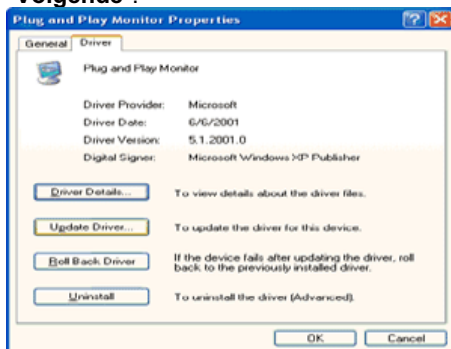 Volgende".
Plug and Play Monitor Properties
General Driver
Plug and Play Monitor
Driver Provider: Microsoft
Driver Date: 6/6/2001
Driver Version: 5.1.2001.0
Digital Signer: Microsoft Windows XP Publisher
Driver Details... To view details about the driver files.
Update Driver... To update the driver for this device.
Roll Back Driver If the device fails after updating the driver, roll
back to the previously installed driver.
Uninstall To uninstall the driver (Advanced).
OK Cancel